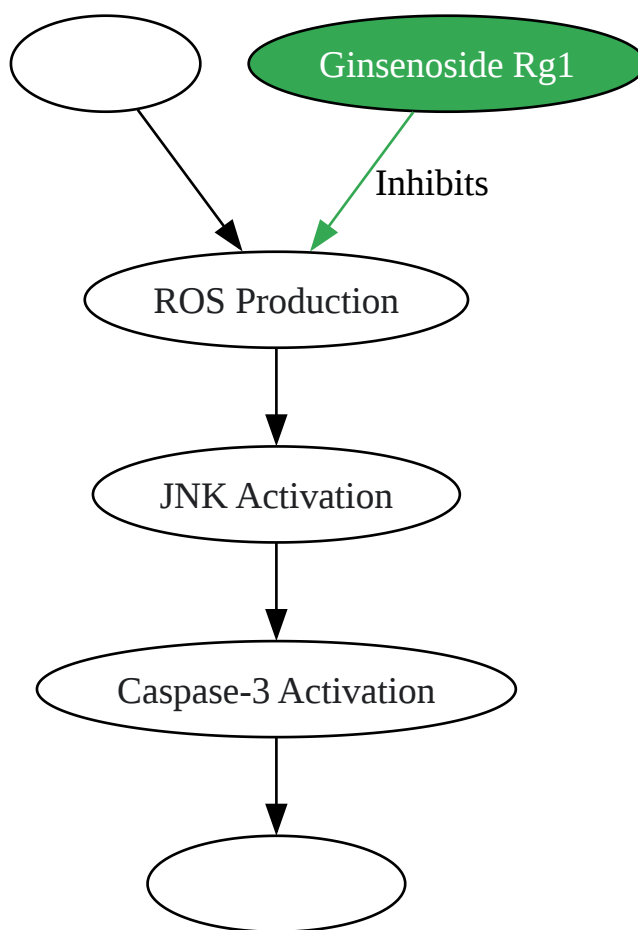 Ginsenoside Rg1
Inhibits
ROS Production
JNK Activation
Caspase-3 Activation